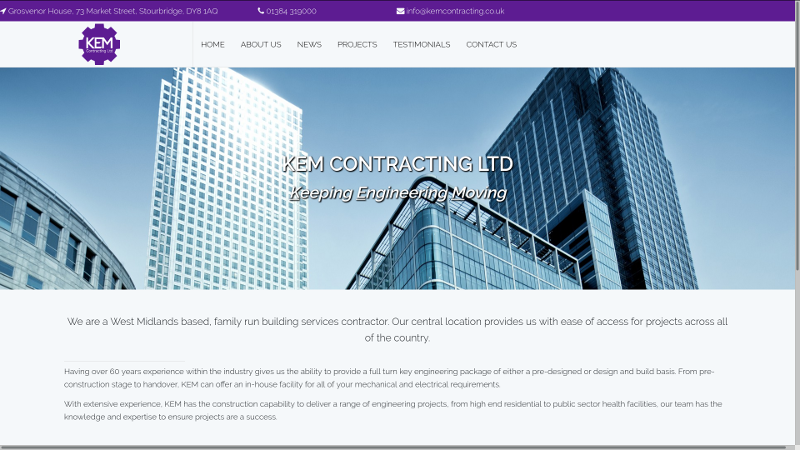 Grosvenor House, 73 Market Street, Stourbridge, DY8 1AQ
01384 319000
info@kemcontracting.co.uk
KEM
Contracting Ltd
HOME ABOUT US NEWS PROJECTS TESTIMONIALS CONTACT US
KEM CONTRACTING LTD
Keeping Engineering Moving
We are a West Midlands based, family run building services contractor. Our central location provides us with ease of access for projects across all
of the country.
Having over 60 years experience within the industry gives us the ability to provide a full turn key engineering package of either a pre-designed or design and build basis. From pre-
construction stage to handover, KEM can offer an in-house facility for all of your mechanical and electrical requirements.
With extensive experience, KEM has the construction capability to deliver a range of engineering projects, from high end residential to public sector health facilities, our team has the
knowledge and expertise to ensure projects are a success.